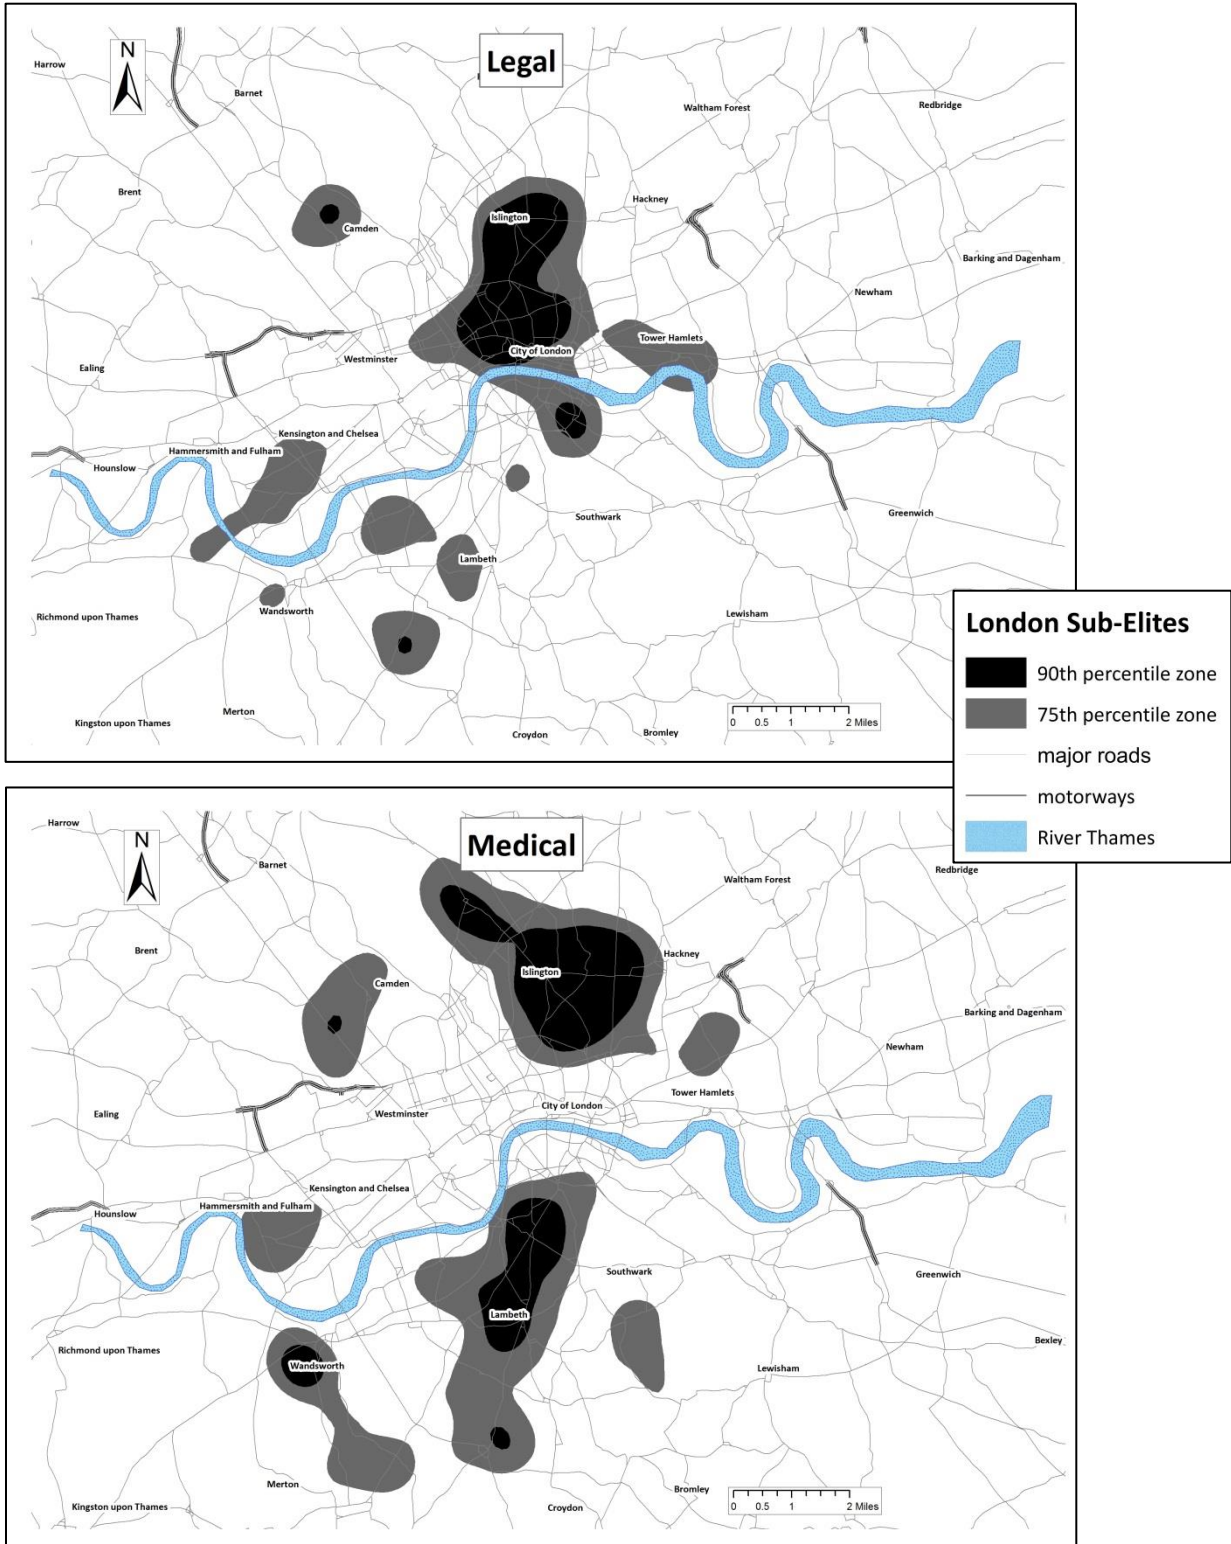 Legal
N
Harrow
Barnet
Waltham Forest
Redbridge
Brent
Hackney
Islington
Camden
Barking and Dagenham
Newham
Tower Hamlets
City of London
Westminster
Ealing
Kensington and Chelsea
Hammersmith and Fulham
Hounslow
Southwark
Greenwich
Lambeth
Wandsworth
Richmond upon Thames
Lewisham
Merton
Kingston upon Thames
Croydon
Bromley
0 0.5 1 2 Miles
London Sub-Elites
90th percentile zone
75th percentile zone
major roads
motorways
River Thames
Medical
N
Harrow
Barnet
Redbridge
Waltham Forest
Brent
Hackney
Islington
Camden
Barking and Dagenham
Newham
Tower Hamlets
City of London
Westminster
Ealing
Kensington and Chelsea
Hammersmith and Fulham
Hounslow
Southwark
Greenwich
Lambeth
Bexley
Richmond upon Thames
Wandsworth
Lewisham
Merton
Bromley
Kingston upon Thames
Croydon
0 0.5 1 2 Miles